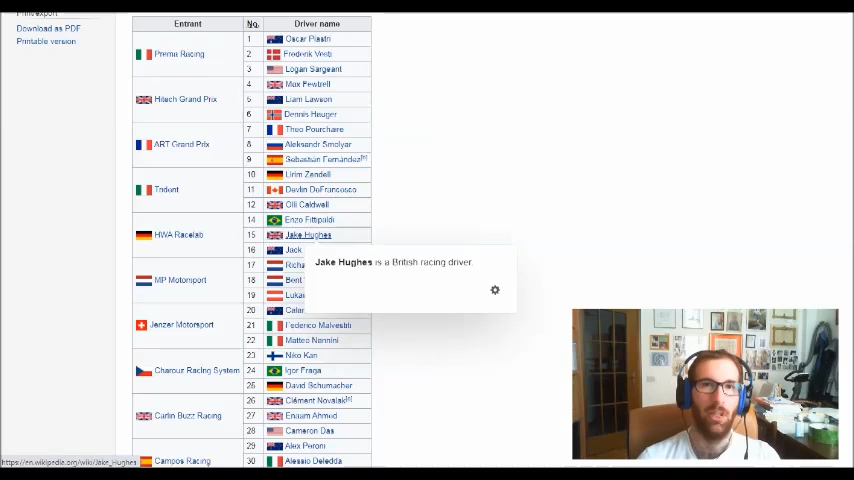 Download as PDF
Printable version
Entrant No. Driver name
Prema Racing
1 Oscar Piastri
2 Frederik Vesti
3 Logan Sargeant
Hitech Grand Prix
4 Max Fewtrell
5 Liam Lawson
6 Dennis Hauger
ART Grand Prix
7 Théo Pourchaire
8 Aleksandr Smolyar
9 Sebastián Fernández
Trident
10 Lirim Zendeli
11 Devlin DeFrancesco
12 Olli Caldwell
HWA Racelab
14 Enzo Fittipaldi
15 Jake Hughes
16 Jack
Jake Hughes is a British racing driver.
MP Motorsport
17 Richa
18 Bent
19 Lukas
Jenzer Motorsport
20 Calan
21 Federico Malvestiti
22 Matteo Nannini
Charouz Racing System
23 Niko Kari
24 Igor Fraga
25 David Schumacher
Carlin Buzz Racing
26 Clément Novalak
27 Enaam Ahmed
28 Cameron Das
Campos Racing
29 Alex Peroni
30 Alessio Deledda
https://en.wikipedia.org/wiki/Jake_Hughes